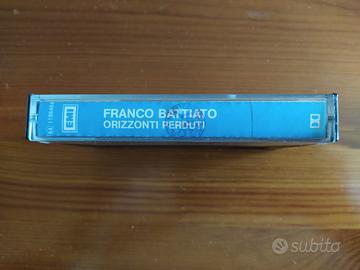 EMI
FRANCO BATTIATO
ORIZZONTI PERDUTI
subito